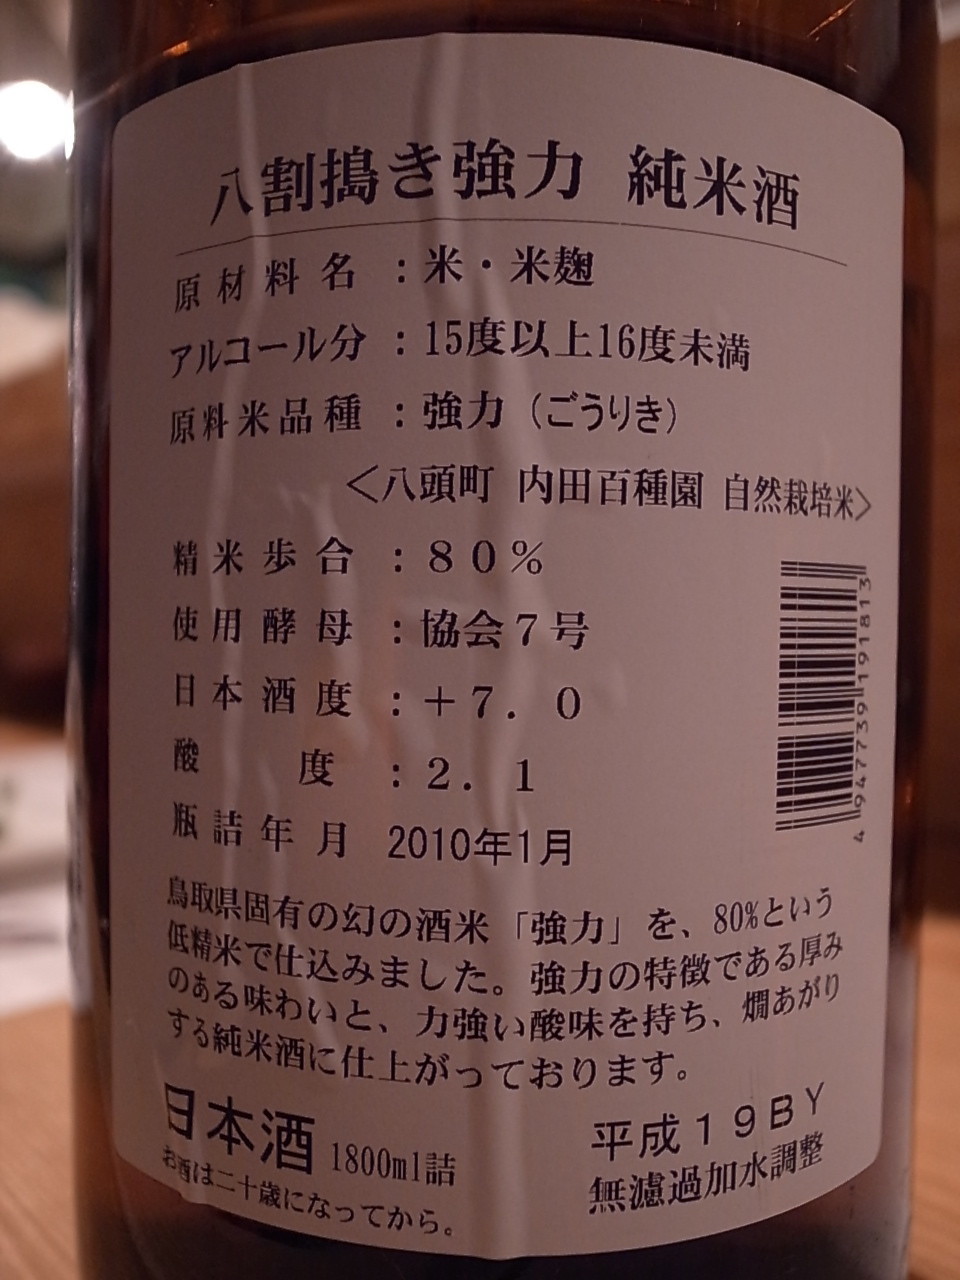 八割搗き強力 純米酒
原材料名 : 米・米麹
アルコール分 : 15度以上16度未満
原料米品種 : 強力（ごうりき）
＜八頭町 内田百種園 自然栽培米＞
精米歩合 : 80％
使用酵母 : 協会7号
日本酒度 : ＋7．0
酸度 : 2．1
瓶詰年月 2010年1月
鳥取県固有の幻の酒米「強力」を、80%という
低精米で仕込みました。強力の特徴である厚み
のある味わいと、力強い酸味を持ち、燗あがり
する純米酒に仕上がっております。
日本酒 1800ml詰
お酒は二十歳になってから。
平成19BY
無濾過加水調整
4947739191813